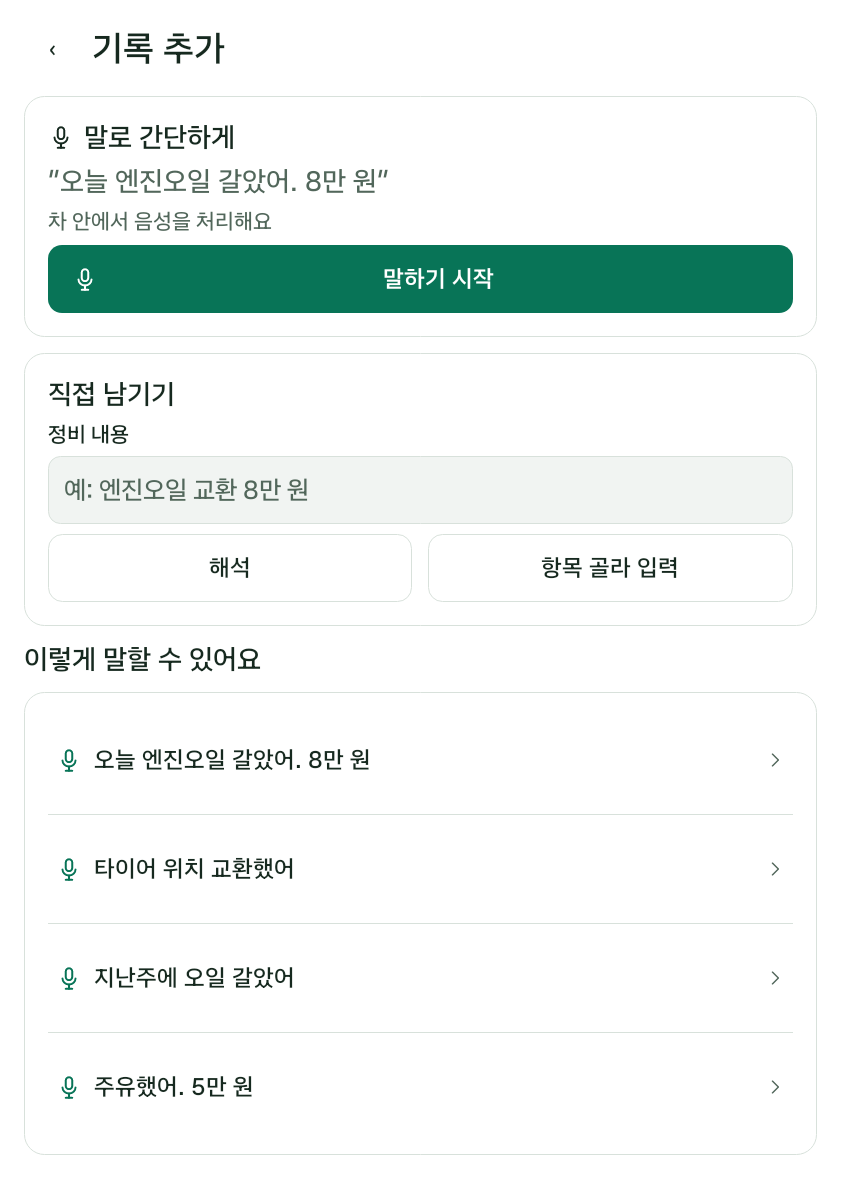 기록 추가
말로 간단하게
"오늘 엔진오일 갈았어. 8만 원"
차 안에서 음성을 처리해요
말하기 시작
직접 남기기
정비 내용
예: 엔진오일 교환 8만 원
해석
항목 골라 입력
이렇게 말할 수 있어요
오늘 엔진오일 갈았어. 8만 원
타이어 위치 교환했어
지난주에 오일 갈았어
주유했어. 5만 원